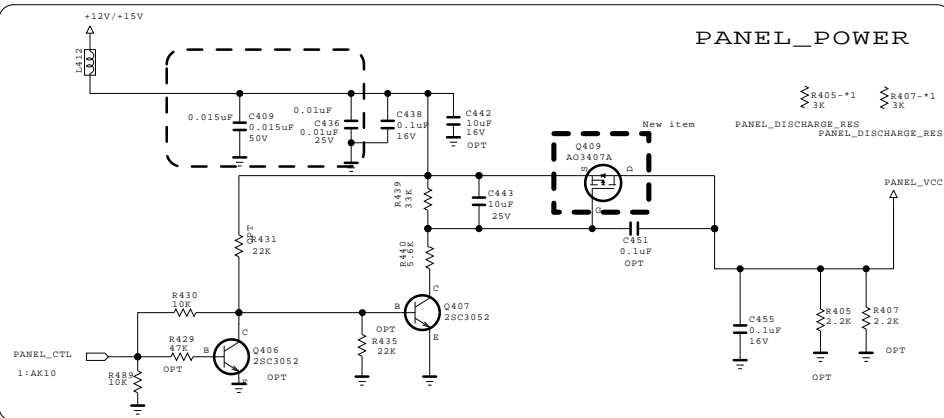 +12V/+15V
PANEL_POWER
L412
0.015uF
C409
0.015uF
50V
0.01uF
C436
0.01uF
25V
C438
0.1uF
16V
C442
10uF
16V
OPT
New item
Q409
AO3407A
S
D
G
R405-*1
3K
R407-*1
3K
PANEL_DISCHARGE_RES
PANEL_DISCHARGE_RES
PANEL_VCC
R439
33K
C443
10uF
25V
OPT
R431
22K
R440
5.6K
C451
0.1uF
OPT
C
B
E
Q407
2SC3052
R430
10K
R429
47K
OPT
PANEL_CTL
1:AK10
R489
10K
B
C
E
Q406
2SC3052
OPT
OPT
R435
22K
C455
0.1uF
16V
R405
2.2K
OPT
R407
2.2K
OPT